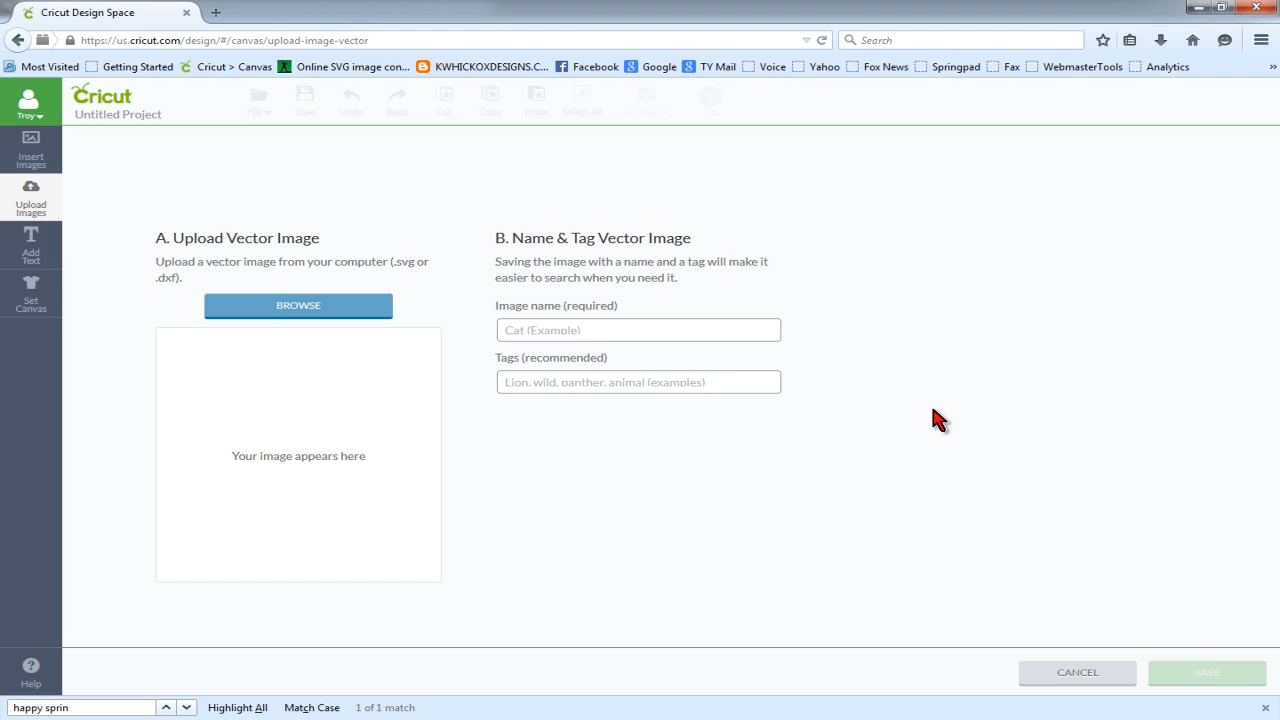 Cricut Design Space
https://us.cricut.com/design/#/canvas/upload-image-vector
Search
Most Visited Getting Started Cricut > Canvas Online SVG image con... KWHICKOXDESIGNS.C... Facebook Google TY Mail Voice Yahoo Fox News Springpad Fax WebmasterTools Analytics »
Troy
Cricut
Untitled Project
File Save Undo Redo Cut Copy Paste Select All
Insert
Images
Upload
Images
Add
Text
Set
Canvas
A. Upload Vector Image
Upload a vector image from your computer (.svg or
.dxf).
BROWSE
Your image appears here
B. Name & Tag Vector Image
Saving the image with a name and a tag will make it
easier to search when you need it.
Image name (required)
Cat (Example)
Tags (recommended)
Lion, wild, panther, animal (examples)
Help
CANCEL
SAVE
happy sprin Highlight All Match Case 1 of 1 match